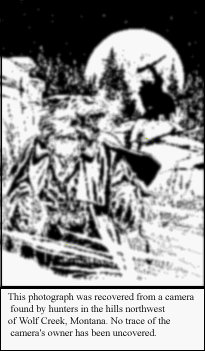 This photograph was recovered from a camera
found by hunters in the hills northwest
of Wolf Creek, Montana. No trace of the
camera's owner has been uncovered.